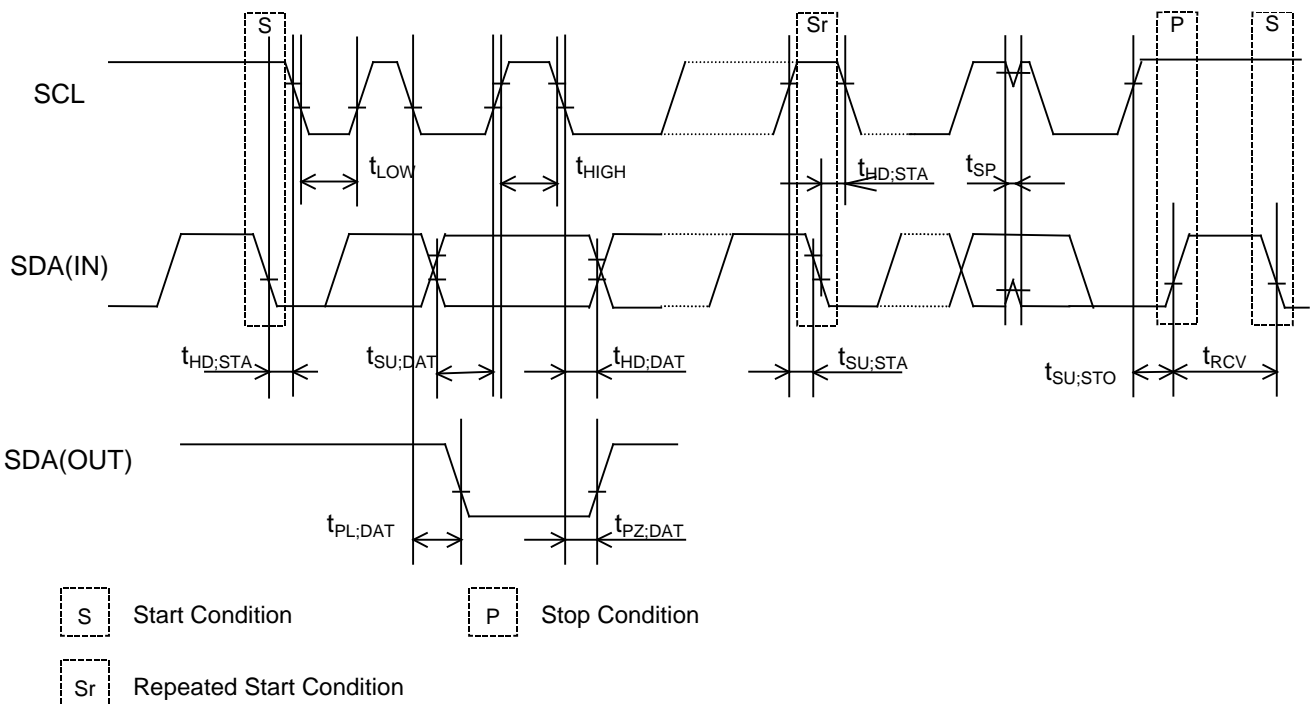 S Sr P S
SCL
tLOW tHIGH tHD;STA tSP
SDA(IN)
tHD;STA tSU;DAT tHD;DAT tSU;STA tSU;STO tRCV
SDA(OUT)
tPL;DAT tPZ;DAT
S Start Condition P Stop Condition
Sr Repeated Start Condition